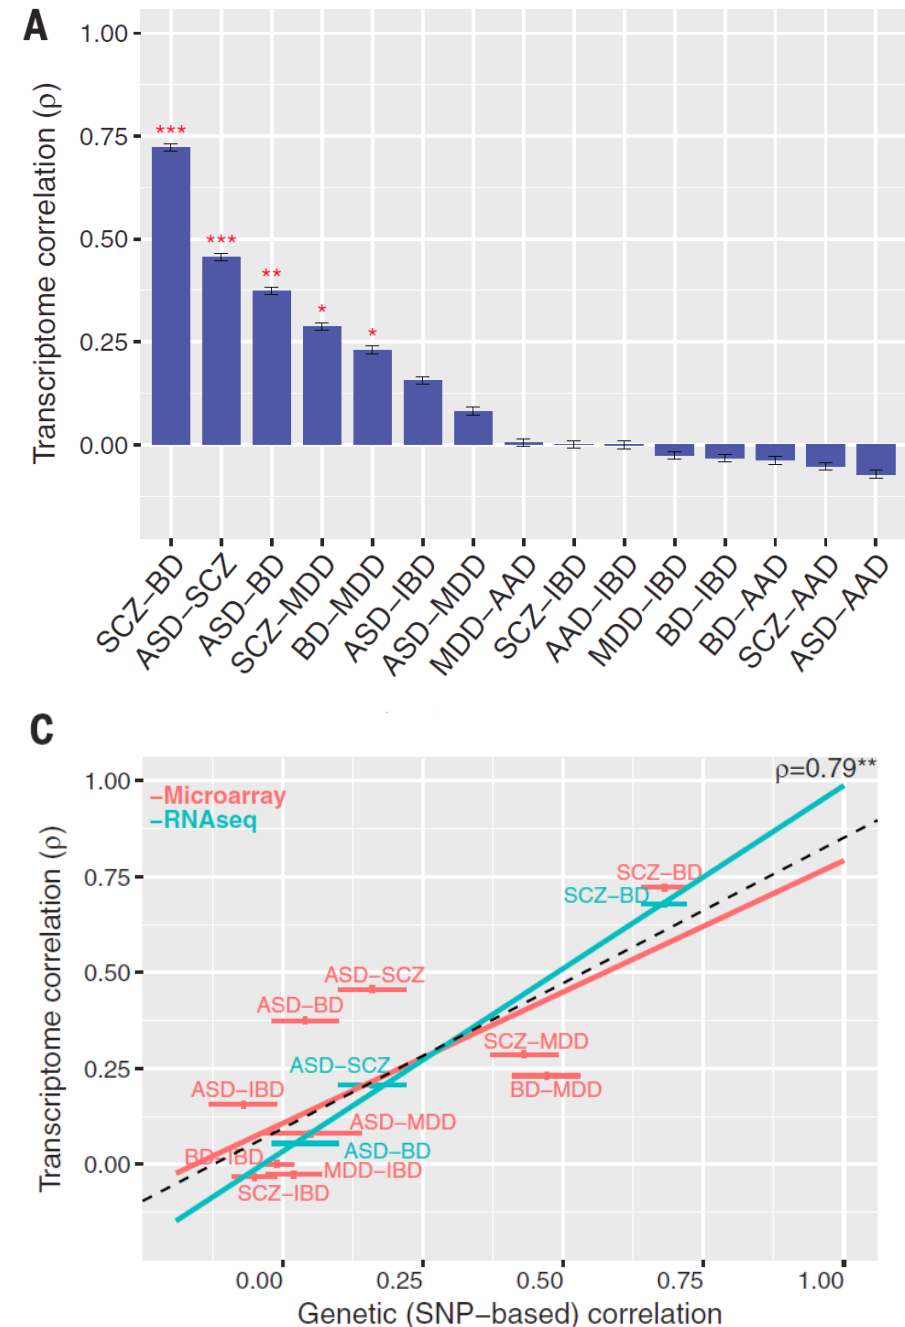 A
Transcriptome correlation (ρ)
1.00
0.75
0.50
0.25
0.00
***
***
**
*
*
SCZ−BD
ASD−SCZ
ASD−BD
SCZ−MDD
BD−MDD
ASD−IBD
ASD−MDD
MDD−AAD
SCZ−IBD
AAD−IBD
MDD−IBD
BD−IBD
BD−AAD
SCZ−AAD
ASD−AAD
C
Transcriptome correlation (ρ)
1.00
0.75
0.50
0.25
0.00
ρ=0.79**
−Microarray
−RNAseq
SCZ−BD
SCZ−BD
ASD−SCZ
ASD−BD
SCZ−MDD
ASD−SCZ
BD−MDD
ASD−IBD
ASD−MDD
ASD−BD
BD−IBD
MDD−IBD
SCZ−IBD
0.00 0.25 0.50 0.75 1.00
Genetic (SNP−based) correlation